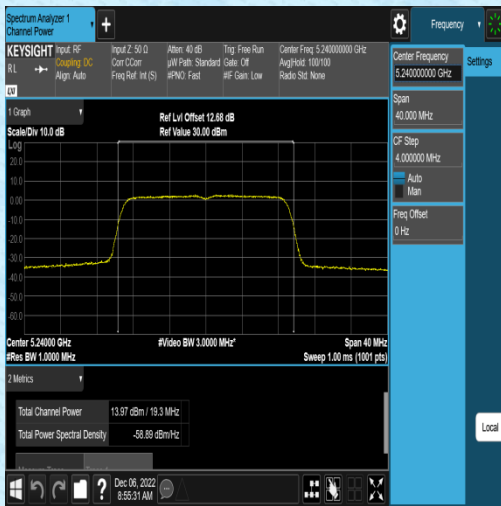 Spectrum Analyzer 1
Channel Power
Frequency
KEYSIGHT
RL
LXI
Input: RF
Coupling: DC
Align: Auto
Input Z: 50 Ω
Corr CCorr
Freq Ref: Int (S)
Atten: 40 dB
µW Path: Standard
#PNO: Fast
Trig: Free Run
Gate: Off
#IF Gain: Low
Center Freq: 5.240000000 GHz
Avg|Hold: 100/100
Radio Std: None
Center Frequency
5.240000000 GHz
Settings
Span
40.000 MHz
CF Step
4.000000 MHz
Auto
Man
Freq Offset
0 Hz
Local
1 Graph
Scale/Div 10.0 dB
Ref Lvl Offset 12.68 dB
Ref Value 30.00 dBm
Log
20.0
10.0
0.00
-10.0
-20.0
-30.0
-40.0
-50.0
-60.0
Center 5.24000 GHz
#Video BW 3.0000 MHz*
Span 40 MHz
#Res BW 1.0000 MHz
Sweep 1.00 ms (1001 pts)
2 Metrics
Total Channel Power 13.97 dBm / 19.3 MHz
Total Power Spectral Density -58.89 dBm/Hz
?
Dec 06, 2022
8:55:31 AM